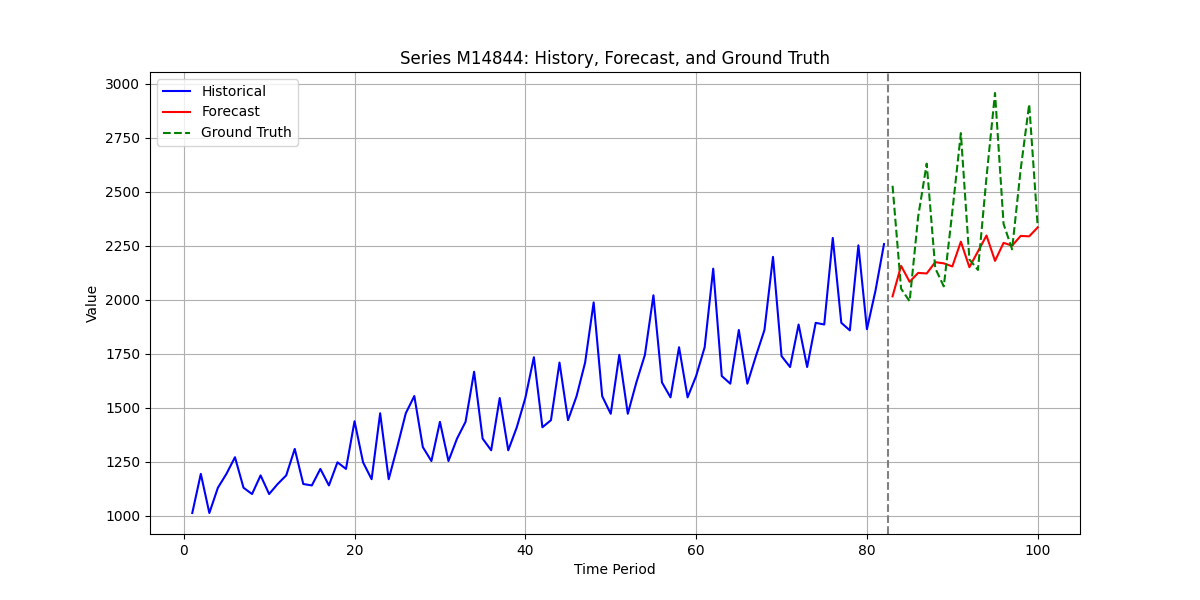 Series M14844: History, Forecast, and Ground Truth
Historical
Forecast
Ground Truth
3000
2750
2500
2250
2000
1750
1500
1250
1000
Value
0 20 40 60 80 100
Time Period